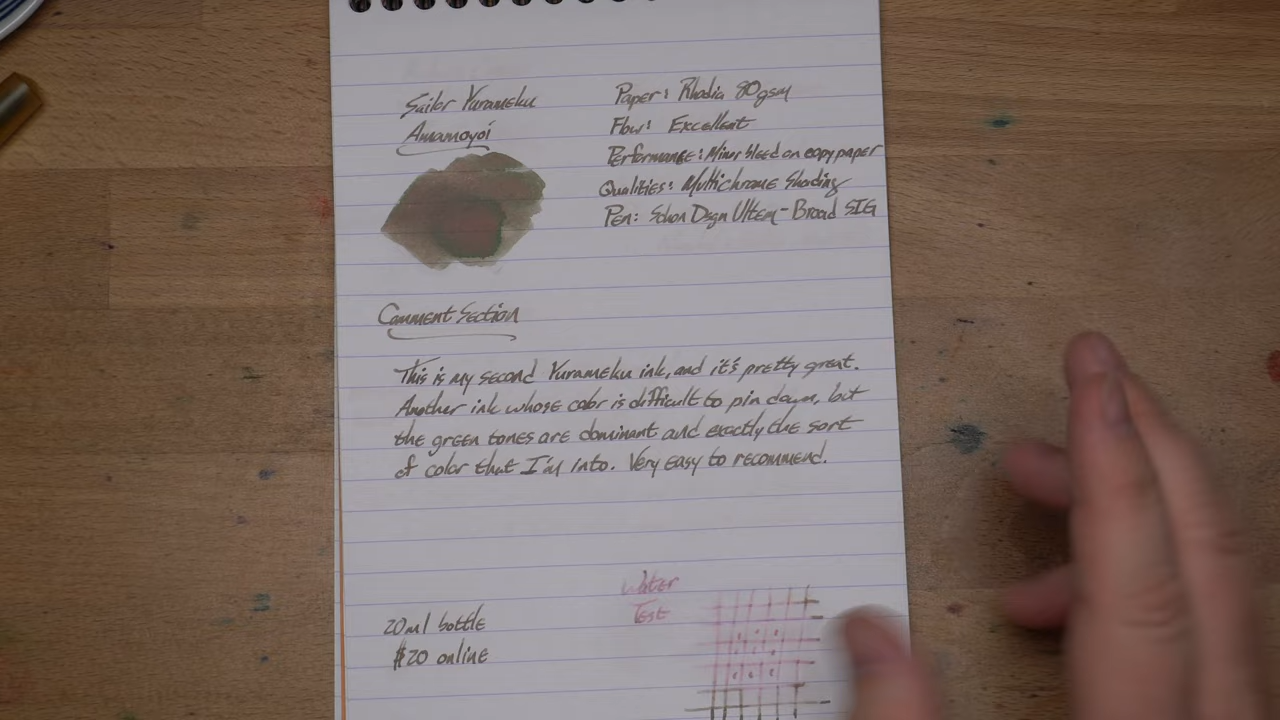 Sailor Yurameku
Amamoyoi
Paper: Rhodia 80gsm
Flow: Excellent
Performance: Minor bleed on copy paper
Qualities: Multichrome Shading
Pen: Schon Dsgn Ultem - Broad SIG
Comment Section
This is my second Yurameku ink, and it's pretty great.
Another ink whose color is difficult to pin down, but
the green tones are dominant and exactly the sort
of color that I'm into. Very easy to recommend.
Water
Test
20ml bottle
$20 online